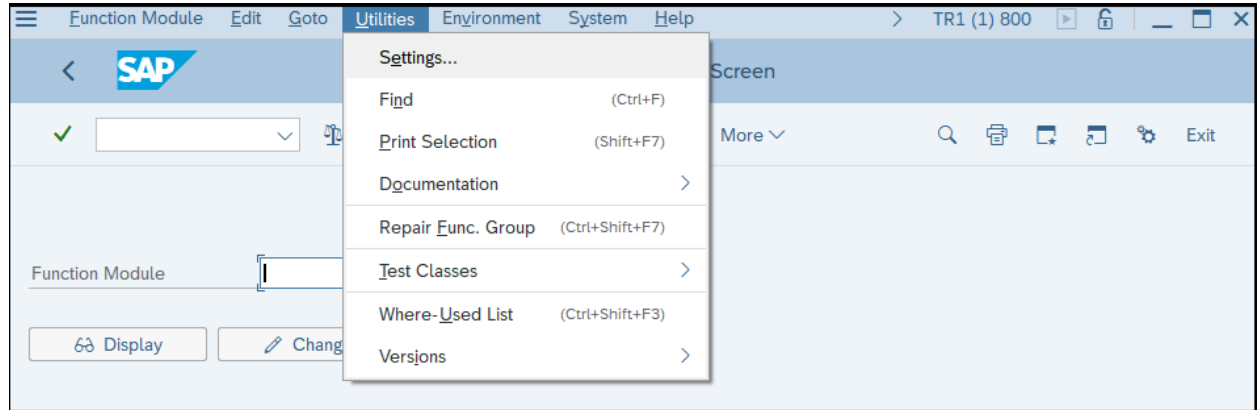 Function Module Edit Goto Utilities Environment System Help TR1 (1) 800
SAP Screen
More Exit
Settings...
Find (Ctrl+F)
Print Selection (Shift+F7)
Documentation
Repair Func. Group (Ctrl+Shift+F7)
Test Classes
Where-Used List (Ctrl+Shift+F3)
Versions
Function Module
Display Chang